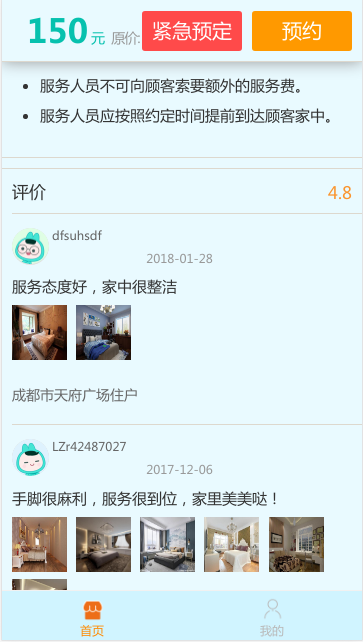 150 元 原价: 紧急预定 预约
服务人员不可向顾客索要额外的服务费。
服务人员应按照约定时间提前到达顾客家中。
评价 4.8
dfsuhsdf
2018-01-28
服务态度好，家中很整洁
成都市天府广场住户
LZr42487027
2017-12-06
手脚很麻利，服务很到位，家里美美哒！
首页 我的